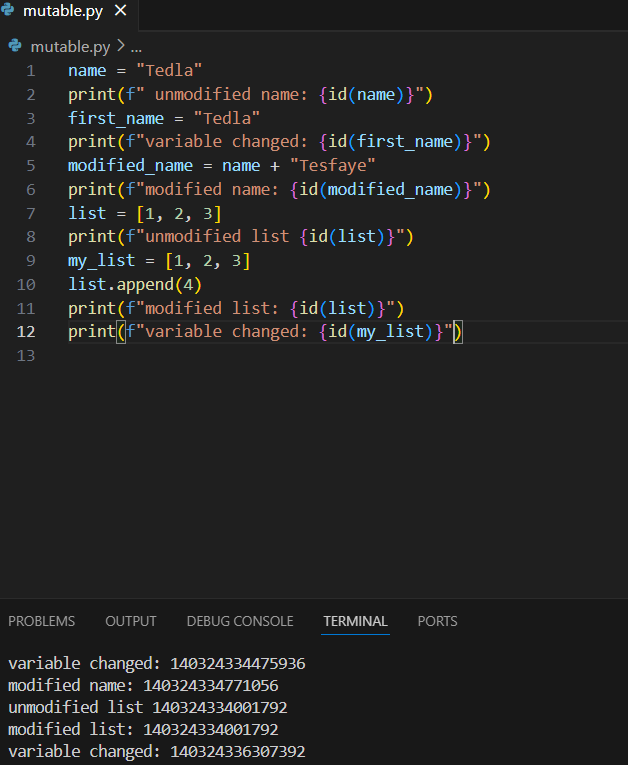 mutable.py ×
mutable.py > ...
1 name = "Tedla"
2 print(f" unmodified name: {id(name)}")
3 first_name = "Tedla"
4 print(f"variable changed: {id(first_name)}")
5 modified_name = name + "Tesfaye"
6 print(f"modified name: {id(modified_name)}")
7 list = [1, 2, 3]
8 print(f"unmodified list {id(list)}")
9 my_list = [1, 2, 3]
10 list.append(4)
11 print(f"modified list: {id(list)}")
12 print(f"variable changed: {id(my_list)}")
13
PROBLEMS OUTPUT DEBUG CONSOLE TERMINAL PORTS
variable changed: 140324334475936
modified name: 140324334771056
unmodified list 140324334001792
modified list: 140324334001792
variable changed: 140324336307392